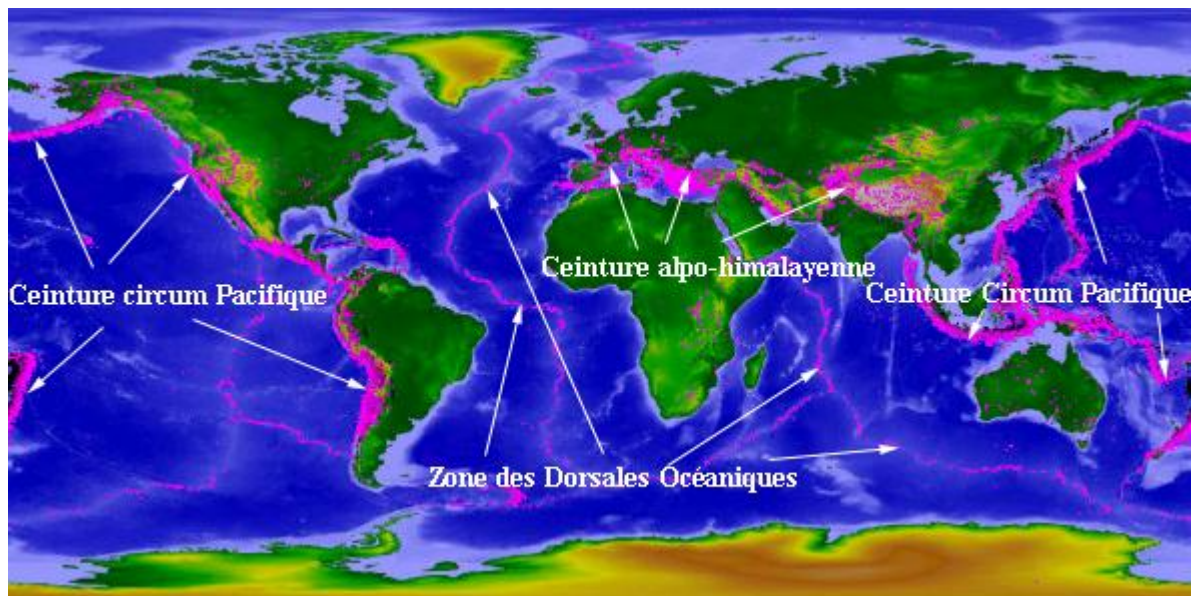 Ceinture alpo-himalayenne
Ceinture circum Pacifique
Ceinture Circum Pacifique
Zone des Dorsales Océaniques